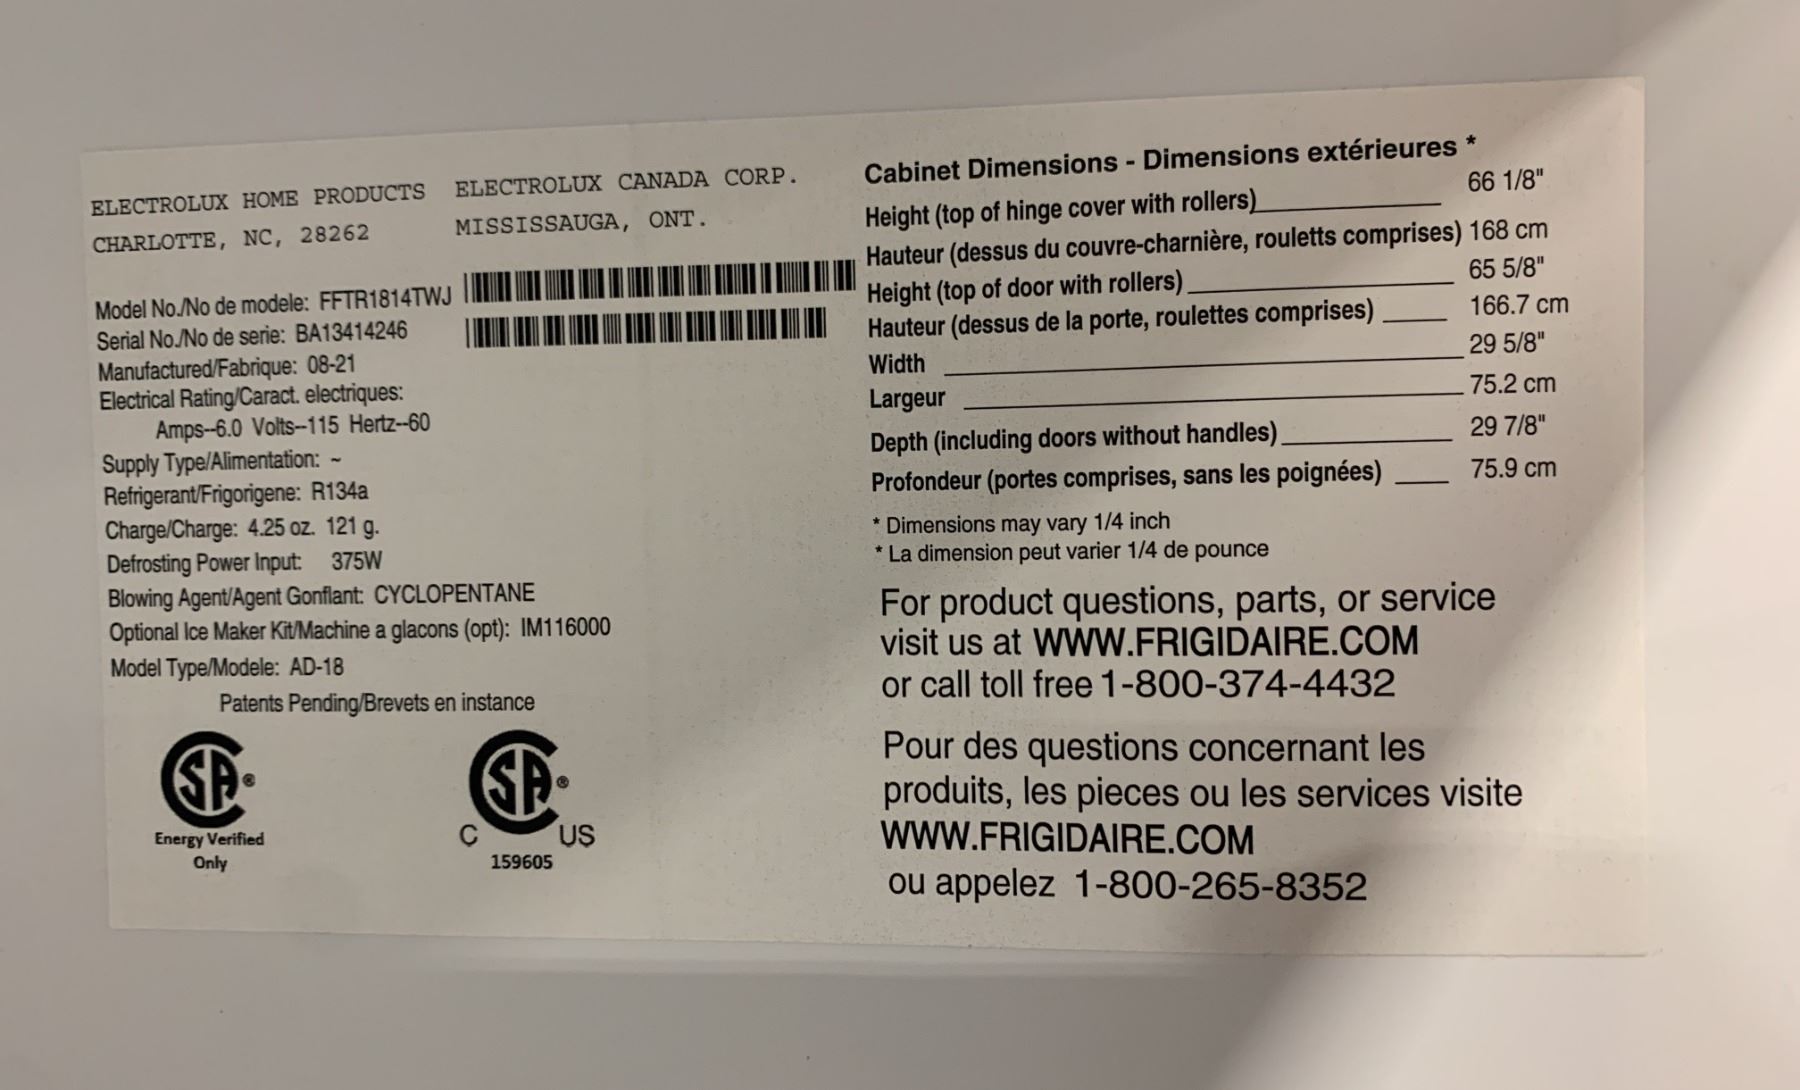 ELECTROLUX HOME PRODUCTS ELECTROLUX CANADA CORP.
CHARLOTTE, NC, 28262 MISSISSAUGA, ONT.
Model No./No de modele: FFTR1814TWJ
Serial No./No de serie: BA13414246
Manufactured/Fabrique: 08-21
Electrical Rating/Caract. electriques:
Amps--6.0 Volts--115 Hertz--60
Supply Type/Alimentation: ~
Refrigerant/Frigorigene: R134a
Charge/Charge: 4.25 oz. 121 g.
Defrosting Power Input: 375W
Blowing Agent/Agent Gonflant: CYCLOPENTANE
Optional Ice Maker Kit/Machine a glacons (opt): IM116000
Model Type/Modele: AD-18
Patents Pending/Brevets en instance
SA® SA®
Energy Verified C US
Only 159605
Cabinet Dimensions - Dimensions extérieures *
Height (top of hinge cover with rollers) 66 1/8"
Hauteur (dessus du couvre-charnière, rouletts comprises) 168 cm
Height (top of door with rollers) 65 5/8"
Hauteur (dessus de la porte, roulettes comprises) 166.7 cm
Width 29 5/8"
Largeur 75.2 cm
Depth (including doors without handles) 29 7/8"
Profondeur (portes comprises, sans les poignées) 75.9 cm
* Dimensions may vary 1/4 inch
* La dimension peut varier 1/4 de pounce
For product questions, parts, or service
visit us at WWW.FRIGIDAIRE.COM
or call toll free 1-800-374-4432
Pour des questions concernant les
produits, les pieces ou les services visite
WWW.FRIGIDAIRE.COM
ou appelez 1-800-265-8352